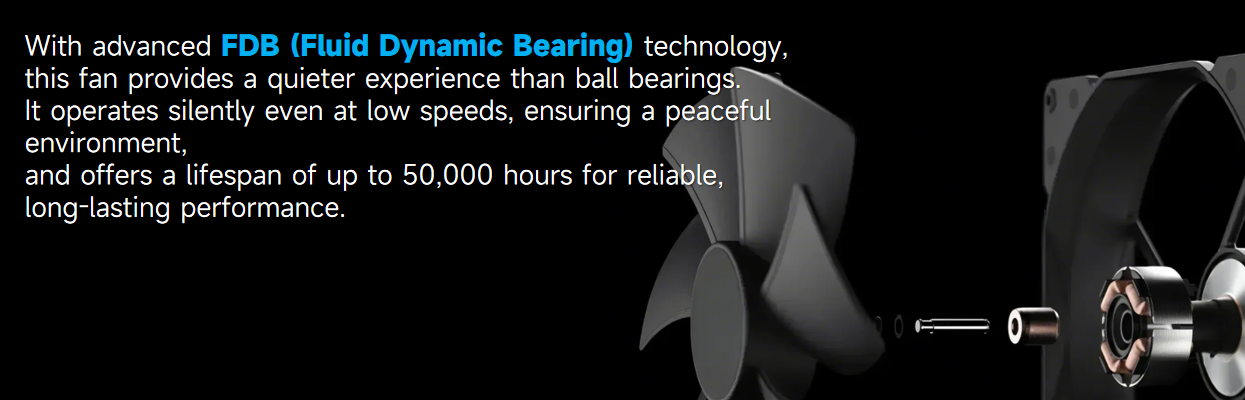 With advanced FDB (Fluid Dynamic Bearing) technology,
this fan provides a quieter experience than ball bearings.
It operates silently even at low speeds, ensuring a peaceful
environment,
and offers a lifespan of up to 50,000 hours for reliable,
long-lasting performance.